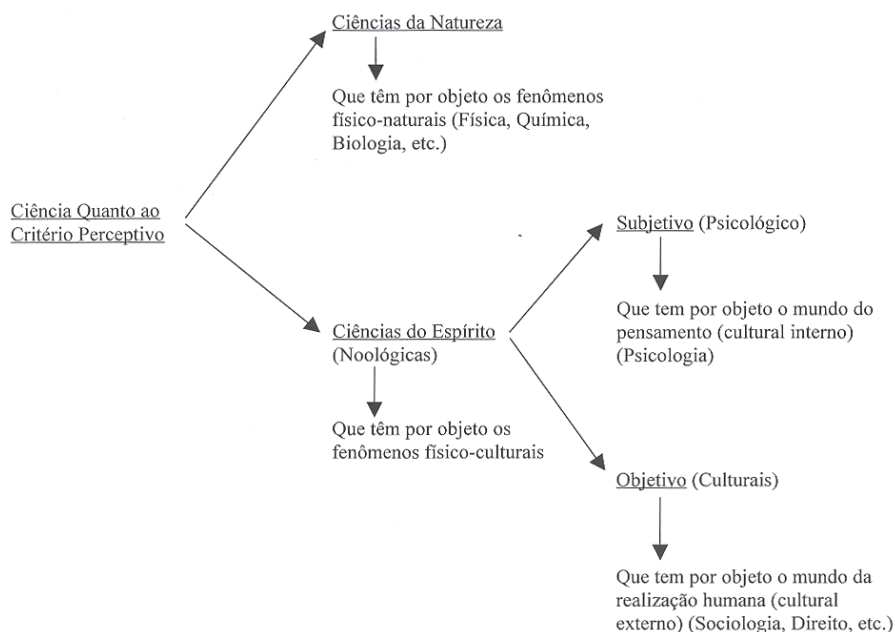 Ciências da Natureza
Que têm por objeto os fenômenos
físico-naturais (Física, Química,
Biologia, etc.)
Ciência Quanto ao
Critério Perceptivo
Ciências do Espírito
(Noológicas)
Que têm por objeto os
fenômenos físico-culturais
Subjetivo (Psicológico)
Que tem por objeto o mundo do
pensamento (cultural interno)
(Psicologia)
Objetivo (Culturais)
Que tem por objeto o mundo da
realização humana (cultural
externo) (Sociologia, Direito, etc.)